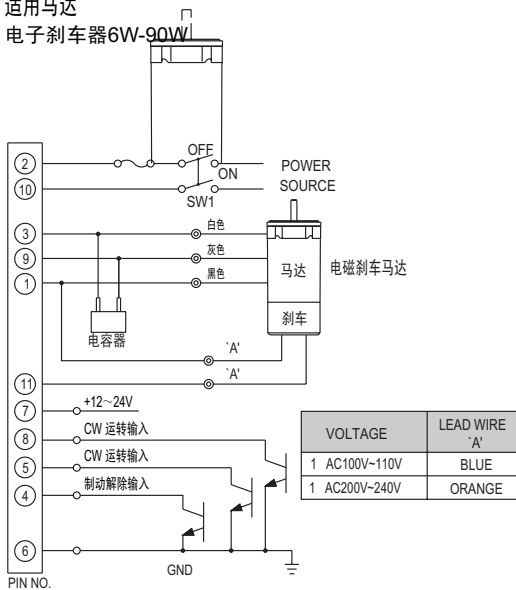 适用马达
电子刹车器6W-90W
OFF
② ON POWER
⑩ SW1 SOURCE
③ 白色
⑨ 灰色
① 黑色
马达 电磁刹车马达
刹车
电容器
`A'
⑪ `A'
⑦ +12～24V
⑧ CW 运转输入
⑤ CW 运转输入
④ 制动解除输入
⑥ GND
PIN NO.
VOLTAGE LEAD WIRE `A'
1 AC100V~110V BLUE
1 AC200V~240V ORANGE